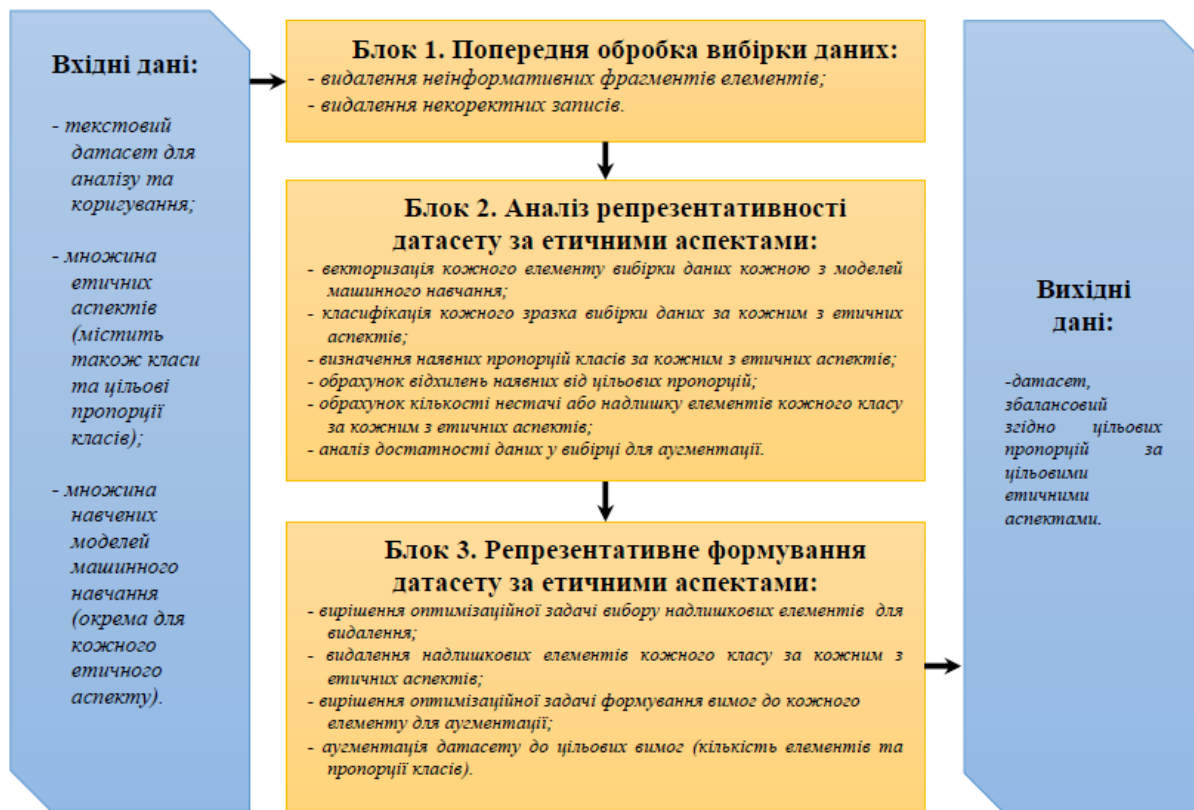 Вхідні дані:
- текстовий
датасет для
аналізу та
коригування;
- множина
етичних
аспектів
(містить
також класи
та цільові
пропорції
класів);
- множина
навчених
моделей
машинного
навчання
(окрема для
кожного
етичного
аспекту).
Блок 1. Попередня обробка вибірки даних:
- видалення неінформативних фрагментів елементів;
- видалення некоректних записів.
Блок 2. Аналіз репрезентативності
датасету за етичними аспектами:
- векторизація кожного елементу вибірки даних кожною з моделей
машинного навчання;
- класифікація кожного зразка вибірки даних за кожним з етичних
аспектів;
- визначення наявних пропорцій класів за кожним з етичних аспектів;
- обрахунок відхилень наявних від цільових пропорцій;
- обрахунок кількості нестачі або надлишку елементів кожного класу
за кожним з етичних аспектів;
- аналіз достатності даних у вибірці для аугментації.
Блок 3. Репрезентативне формування
датасету за етичними аспектами:
- вирішення оптимізаційної задачі вибору надлишкових елементів для
видалення;
- видалення надлишкових елементів кожного класу за кожним з
етичних аспектів;
- вирішення оптимізаційної задачі формування вимог до кожного
елементу для аугментації;
- аугментація датасету до цільових вимог (кількість елементів та
пропорції класів).
Вихідні
дані:
-датасет,
збалансовий
згідно цільових
пропорцій за
цільовими
етичними
аспектами.